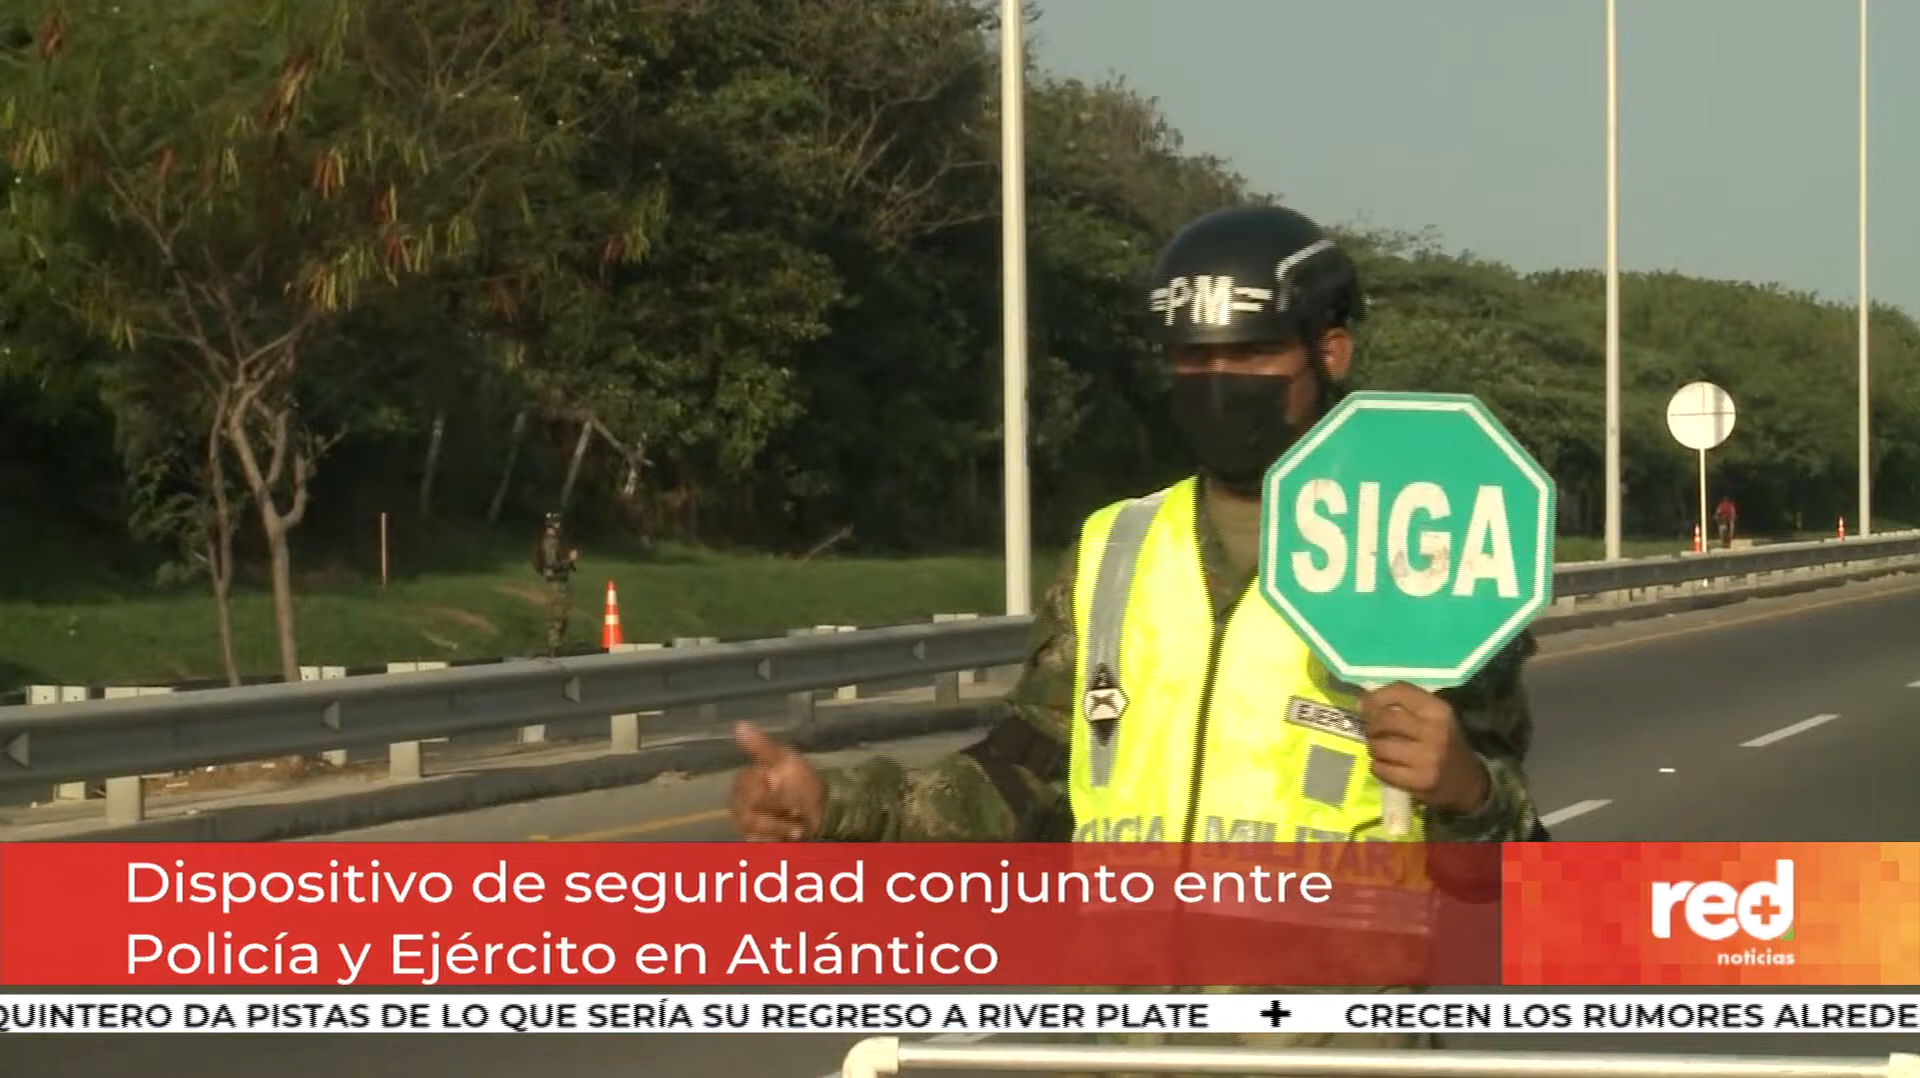 =PM=
SIGA
MILITAR
Dispositivo de seguridad conjunto entre
Policía y Ejército en Atlántico
red+
noticias
QUINTERO DA PISTAS DE LO QUE SERÍA SU REGRESO A RIVER PLATE + CRECEN LOS RUMORES ALREDE